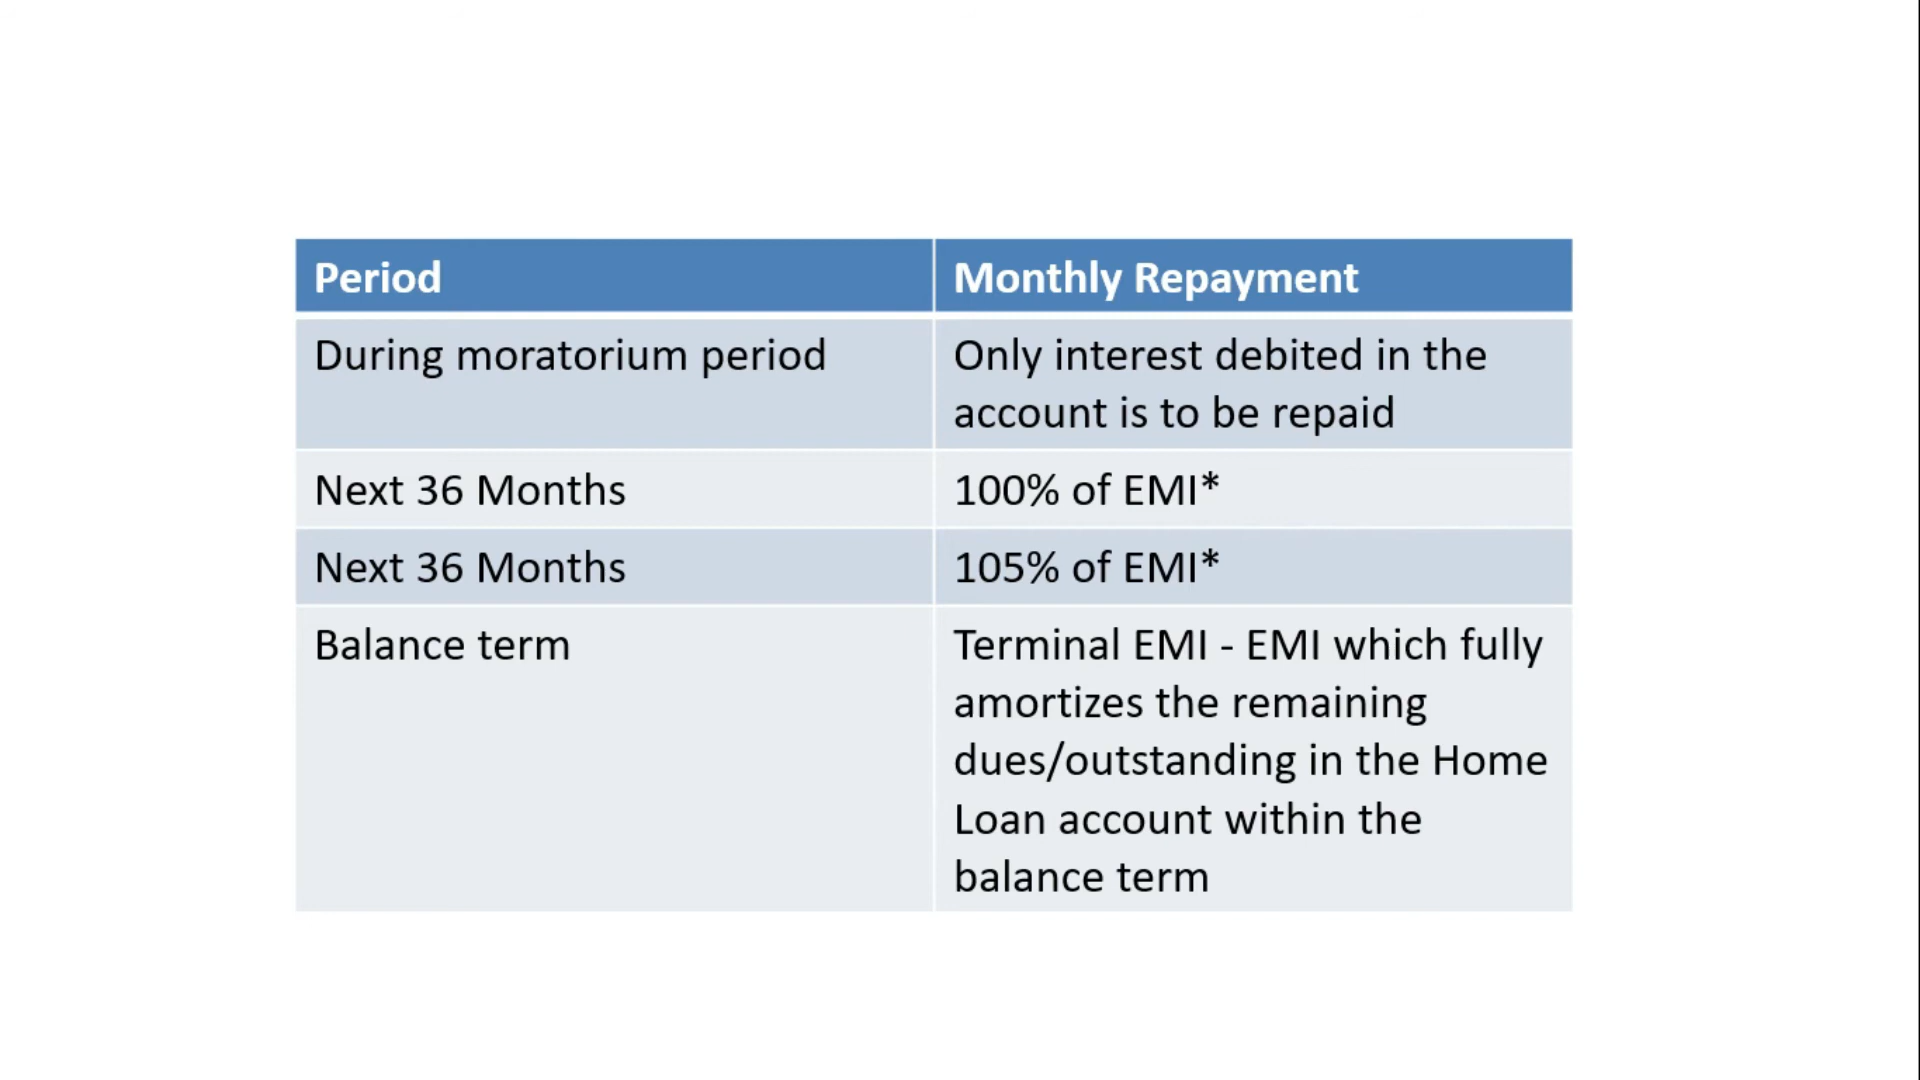 Period
Monthly Repayment
During moratorium period
Only interest debited in the
account is to be repaid
Next 36 Months
100% of EMI*
Next 36 Months
105% of EMI*
Balance term
Terminal EMI - EMI which fully
amortizes the remaining
dues/outstanding in the Home
Loan account within the
balance term